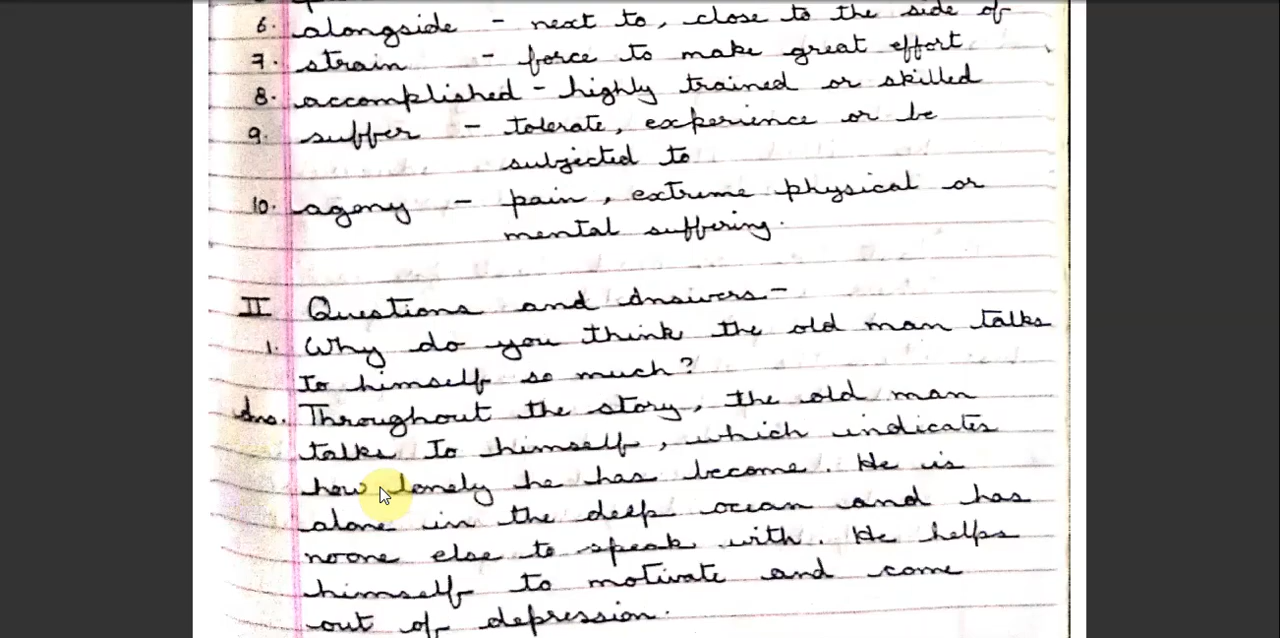 6. alongside - next to, close to the side of
7. strain - force to make great effort
8. accomplished - highly trained or skilled
9. suffer - tolerate, experience or be
subjected to
10. agony - pain, extreme physical or
mental suffering.
II Questions and Answers-
1. Why do you think the old man talks
to himself so much?
Ans. Throughout the story, the old man
talks to himself, which indicates
how lonely he has become. He is
alone in the deep ocean and has
noone else to speak with. He helps
himself to motivate and come
out of depression.